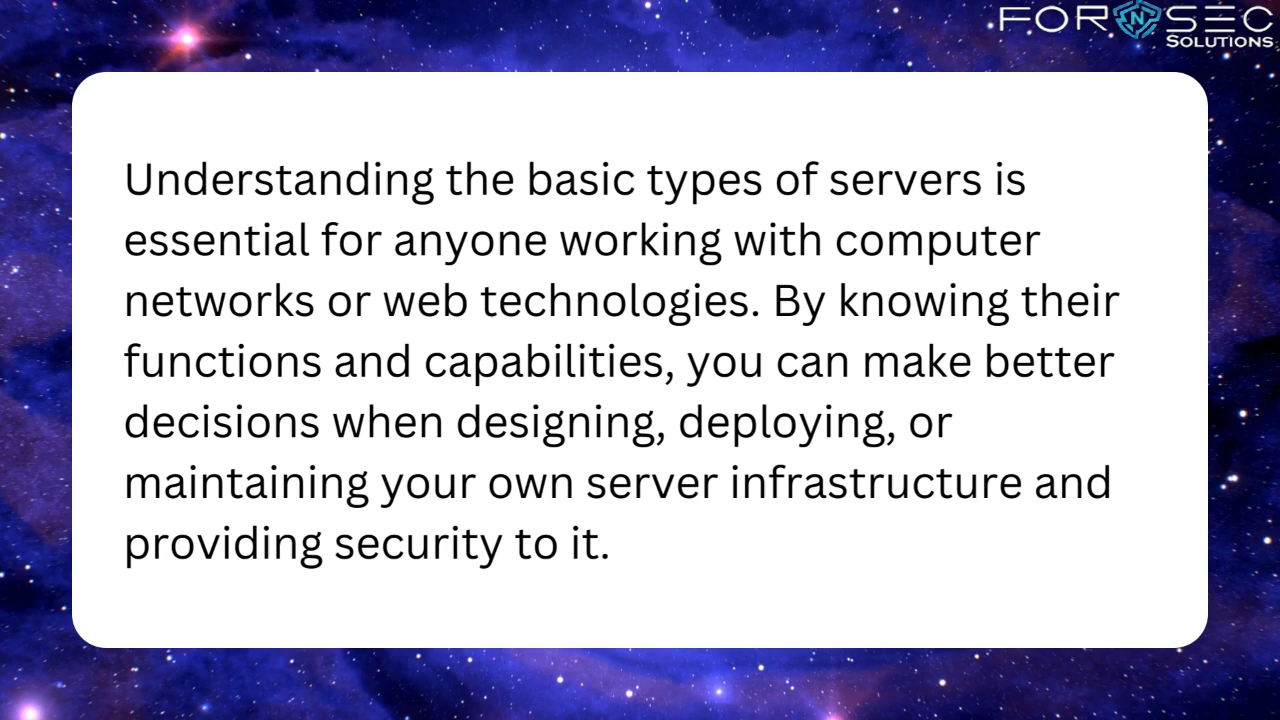 FORNSEC
SOLUTIONS
Understanding the basic types of servers is
essential for anyone working with computer
networks or web technologies. By knowing their
functions and capabilities, you can make better
decisions when designing, deploying, or
maintaining your own server infrastructure and
providing security to it.